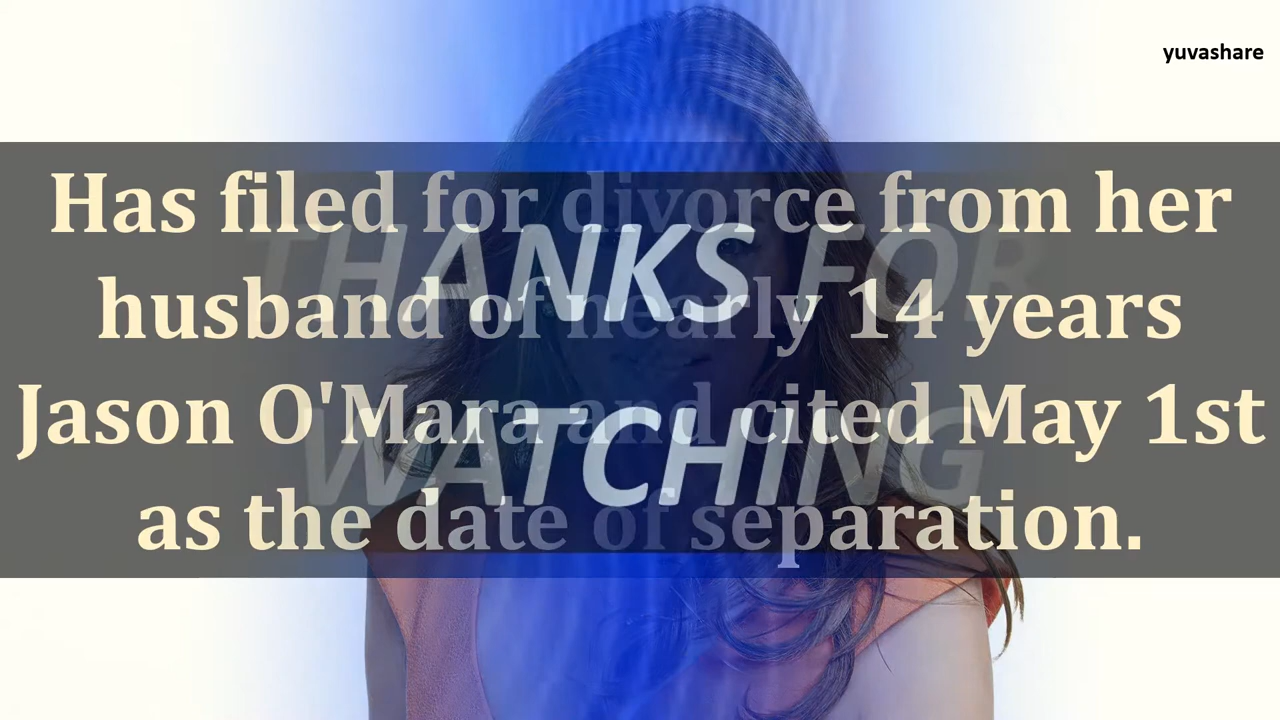 yuvashare
Has filed for divorce from her
husband of nearly 14 years
Jason O'Mara and cited May 1st
as the date of separation.
THANKS FOR
WATCHING